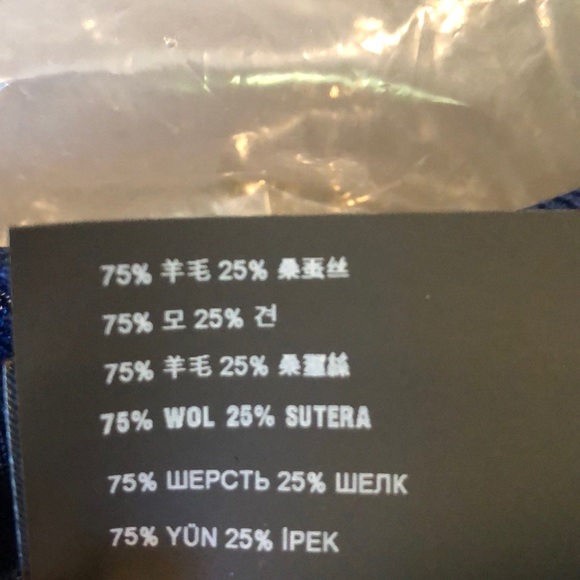 75% 羊毛 25% 桑蚕丝
75% 모 25% 견
75% 羊毛 25% 桑蠶絲
75% WOL 25% SUTERA
75% ШЕРСТЬ 25% ШЕЛК
75% YÜN 25% İPEK